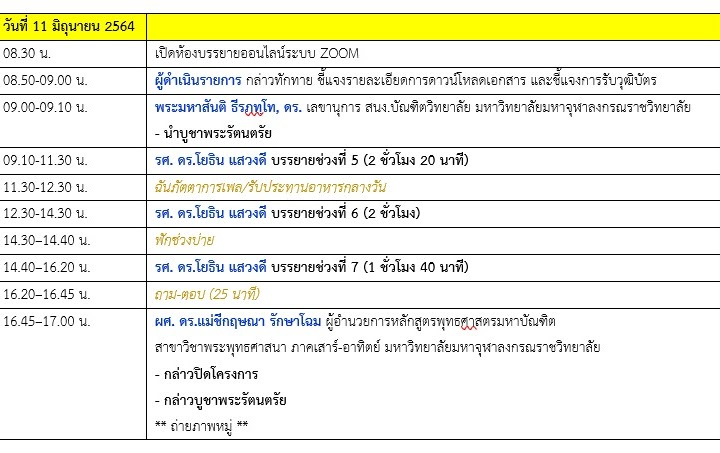 วันที่ 11 มิถุนายน 2564
08.30 น. เปิดห้องบรรยายออนไลน์ระบบ ZOOM
08.50-09.00 น. ผู้ดำเนินรายการ กล่าวทักทาย ชี้แจงรายละเอียดการดาวน์โหลดเอกสาร และชี้แจงการรับวุฒิบัตร
09.00-09.10 น. พระมหาสันติ ธีรภทฺโท, ดร. เลขานุการ สนง.บัณฑิตวิทยาลัย มหาวิทยาลัยมหาจุฬาลงกรณราชวิทยาลัย
- นำบูชาพระรัตนตรัย
09.10-11.30 น. รศ. ดร.โยธิน แสวงดี บรรยายช่วงที่ 5 (2 ชั่วโมง 20 นาที)
11.30-12.30 น. ฉันภัตตาการเพล/รับประทานอาหารกลางวัน
12.30-14.30 น. รศ. ดร.โยธิน แสวงดี บรรยายช่วงที่ 6 (2 ชั่วโมง)
14.30–14.40 น. พักช่วงบ่าย
14.40–16.20 น. รศ. ดร.โยธิน แสวงดี บรรยายช่วงที่ 7 (1 ชั่วโมง 40 นาที)
16.20–16.45 น. ถาม-ตอบ (25 นาที)
16.45–17.00 น. ผศ. ดร.แม่ชีกฤษณา รักษาโฉม ผู้อำนวยการหลักสูตรพุทธศาสตรมหาบัณฑิต
สาขาวิชาพระพุทธศาสนา ภาคเสาร์-อาทิตย์ มหาวิทยาลัยมหาจุฬาลงกรณราชวิทยาลัย
- กล่าวปิดโครงการ
- กล่าวบูชาพระรัตนตรัย
** ถ่ายภาพหมู่ **